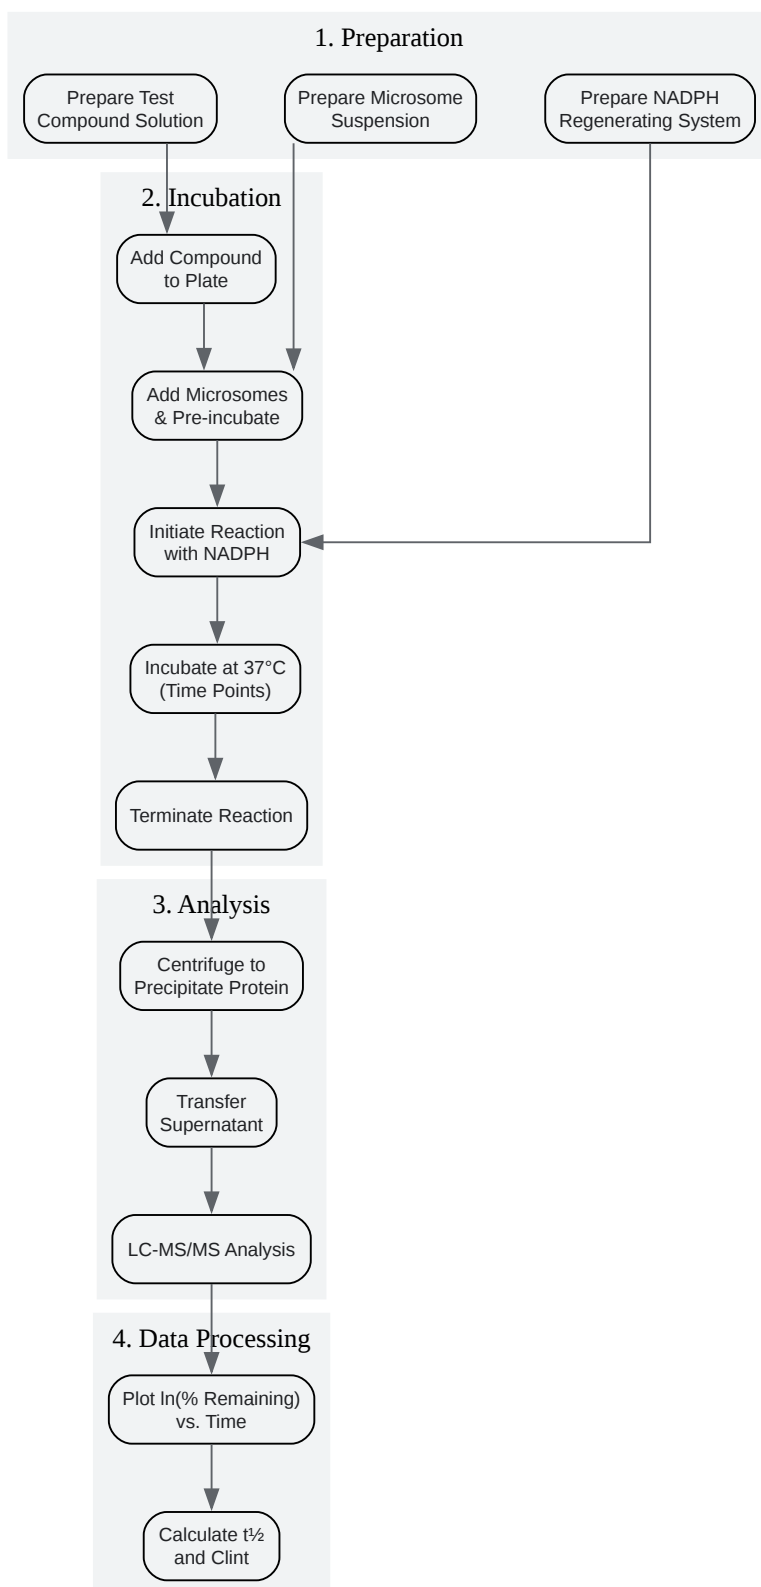 1. Preparation
Prepare Test
Compound Solution
Prepare Microsome
Suspension
Prepare NADPH
Regenerating System
2. Incubation
Add Compound
to Plate
Add Microsomes
& Pre-incubate
Initiate Reaction
with NADPH
Incubate at 37°C
(Time Points)
Terminate Reaction
3. Analysis
Centrifuge to
Precipitate Protein
Transfer
Supernatant
LC-MS/MS Analysis
4. Data Processing
Plot ln(% Remaining)
vs. Time
Calculate t½
and Clint